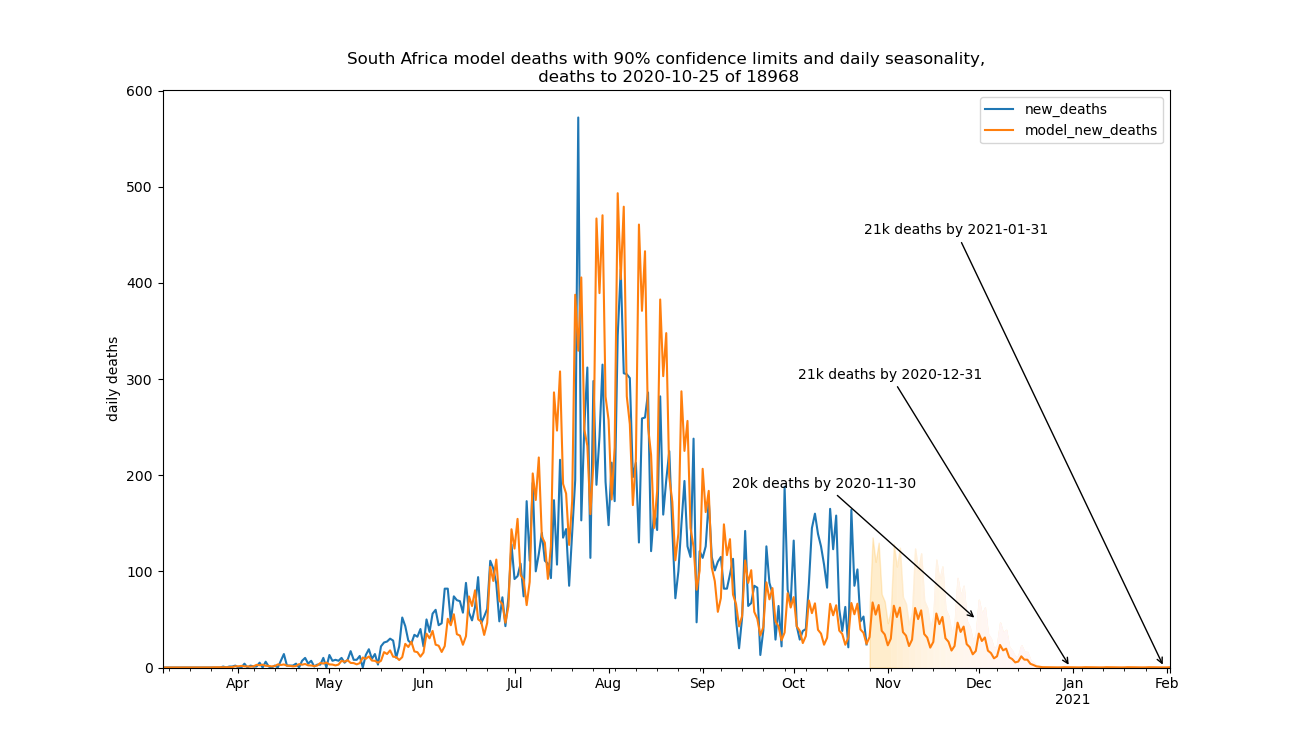 South Africa model deaths with 90% confidence limits and daily seasonality,
deaths to 2020-10-25 of 18968
600
new_deaths
model_new_deaths
500
21k deaths by 2021-01-31
400
daily deaths
300
21k deaths by 2020-12-31
200
20k deaths by 2020-11-30
100
0
Apr May Jun Jul Aug Sep Oct Nov Dec Jan Feb
2021